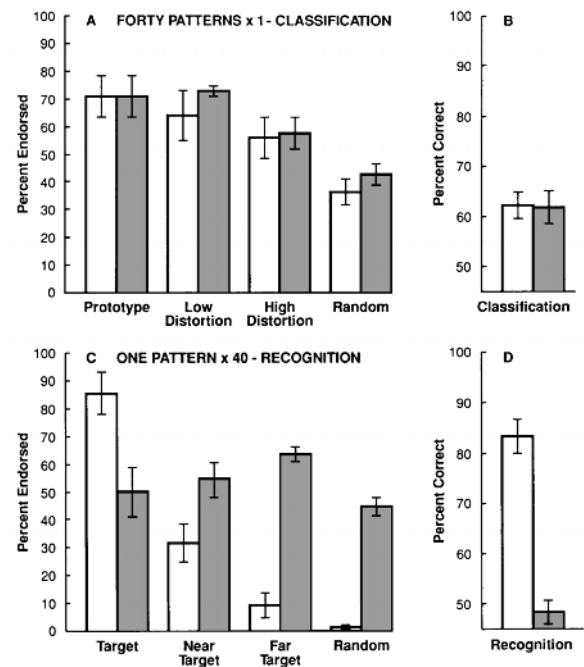 A FORTY PATTERNS x 1 - CLASSIFICATION
Percent Endorsed
100
90
80
70
60
50
40
30
20
10
0
Prototype
Low Distortion
High Distortion
Random
B
Percent Correct
100
90
80
70
60
50
Classification
C ONE PATTERN x 40 - RECOGNITION
Percent Endorsed
100
90
80
70
60
50
40
30
20
10
0
Target
Near Target
Far Target
Random
D
Percent Correct
100
90
80
70
60
50
Recognition